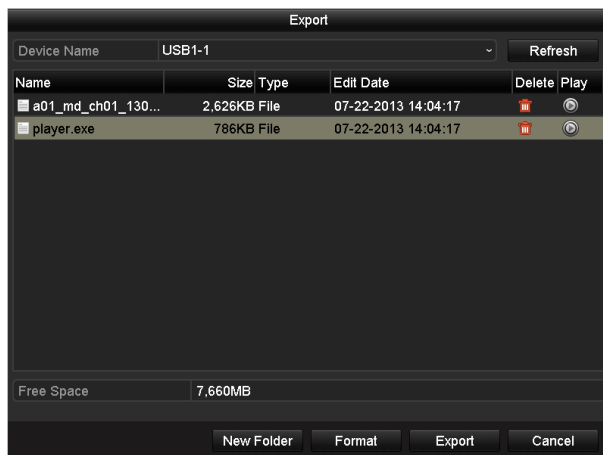 Export
Device Name USB1-1 Refresh
Name Size Type Edit Date Delete Play
a01_md_ch01_130... 2,626KB File 07-22-2013 14:04:17
player.exe 786KB File 07-22-2013 14:04:17
Free Space 7,660MB
New Folder Format Export Cancel